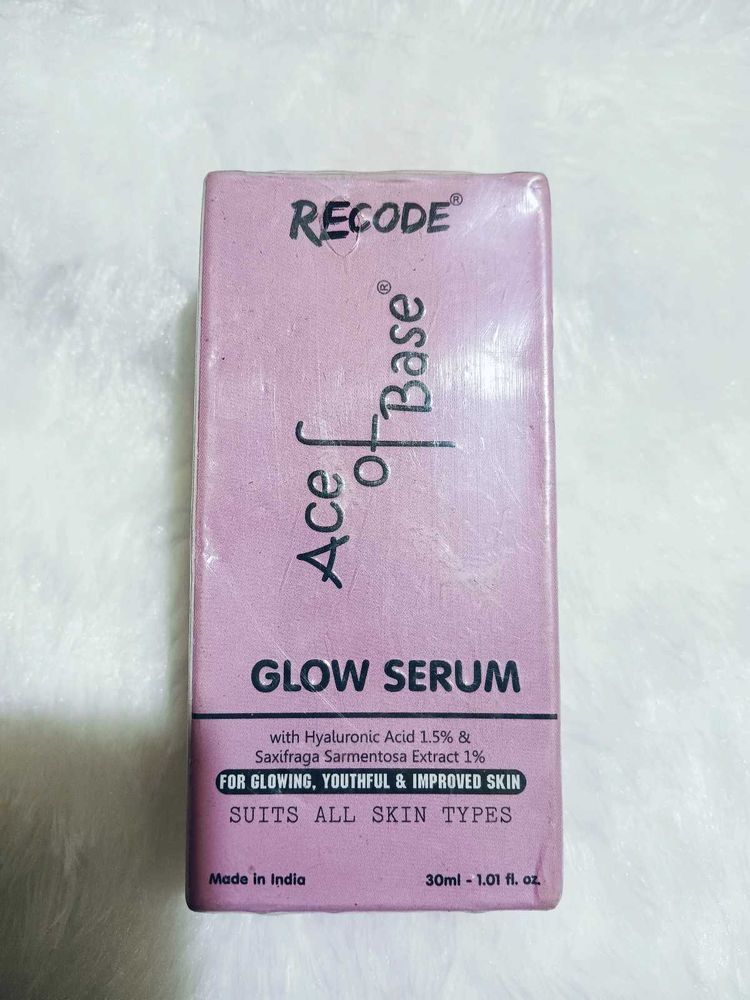 RECODE®
Ace of Base®
GLOW SERUM
with Hyaluronic Acid 1.5% &
Saxifraga Sarmentosa Extract 1%
FOR GLOWING, YOUTHFUL & IMPROVED SKIN
SUITS ALL SKIN TYPES
Made in India
30ml - 1.01 fl. oz.